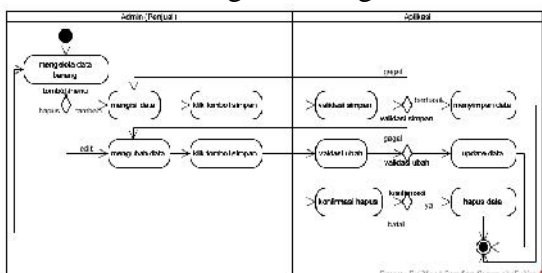 Admin (Penjual)
Aplikasi
mengelola data
barang
tombol menu
hapus
tambah
mengisi data
klik tombol simpan
validasi simpan
gagal
berhasil
validasi simpan
menyimpan data
edit
mengubah data
klik tombol simpan
validasi ubah
gagal
validasi ubah
update data
konfirmasi hapus
konfirmasi
ya
batal
hapus data